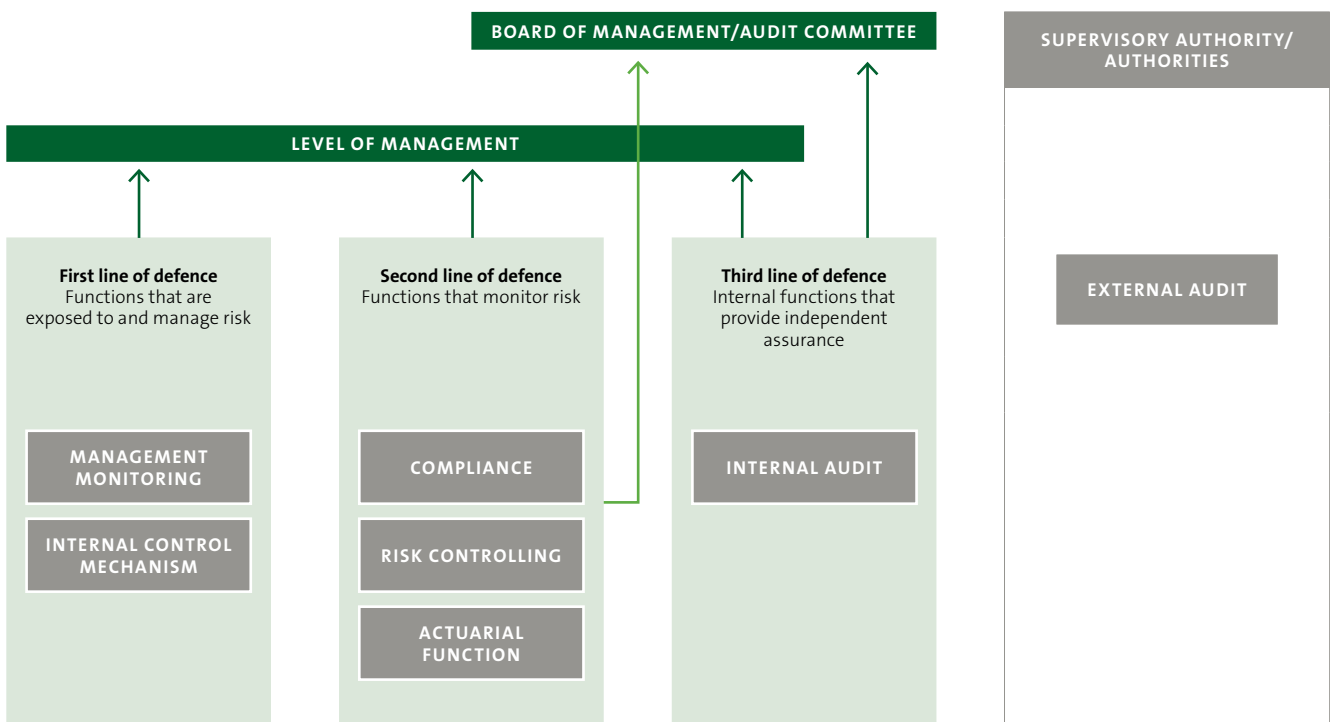 BOARD OF MANAGEMENT/AUDIT COMMITTEE
SUPERVISORY AUTHORITY/
AUTHORITIES
LEVEL OF MANAGEMENT
First line of defence
Functions that are
exposed to and manage risk
MANAGEMENT
MONITORING
INTERNAL CONTROL
MECHANISM
Second line of defence
Functions that monitor risk
COMPLIANCE
RISK CONTROLLING
ACTUARIAL
FUNCTION
Third line of defence
Internal functions that
provide independent
assurance
INTERNAL AUDIT
EXTERNAL AUDIT